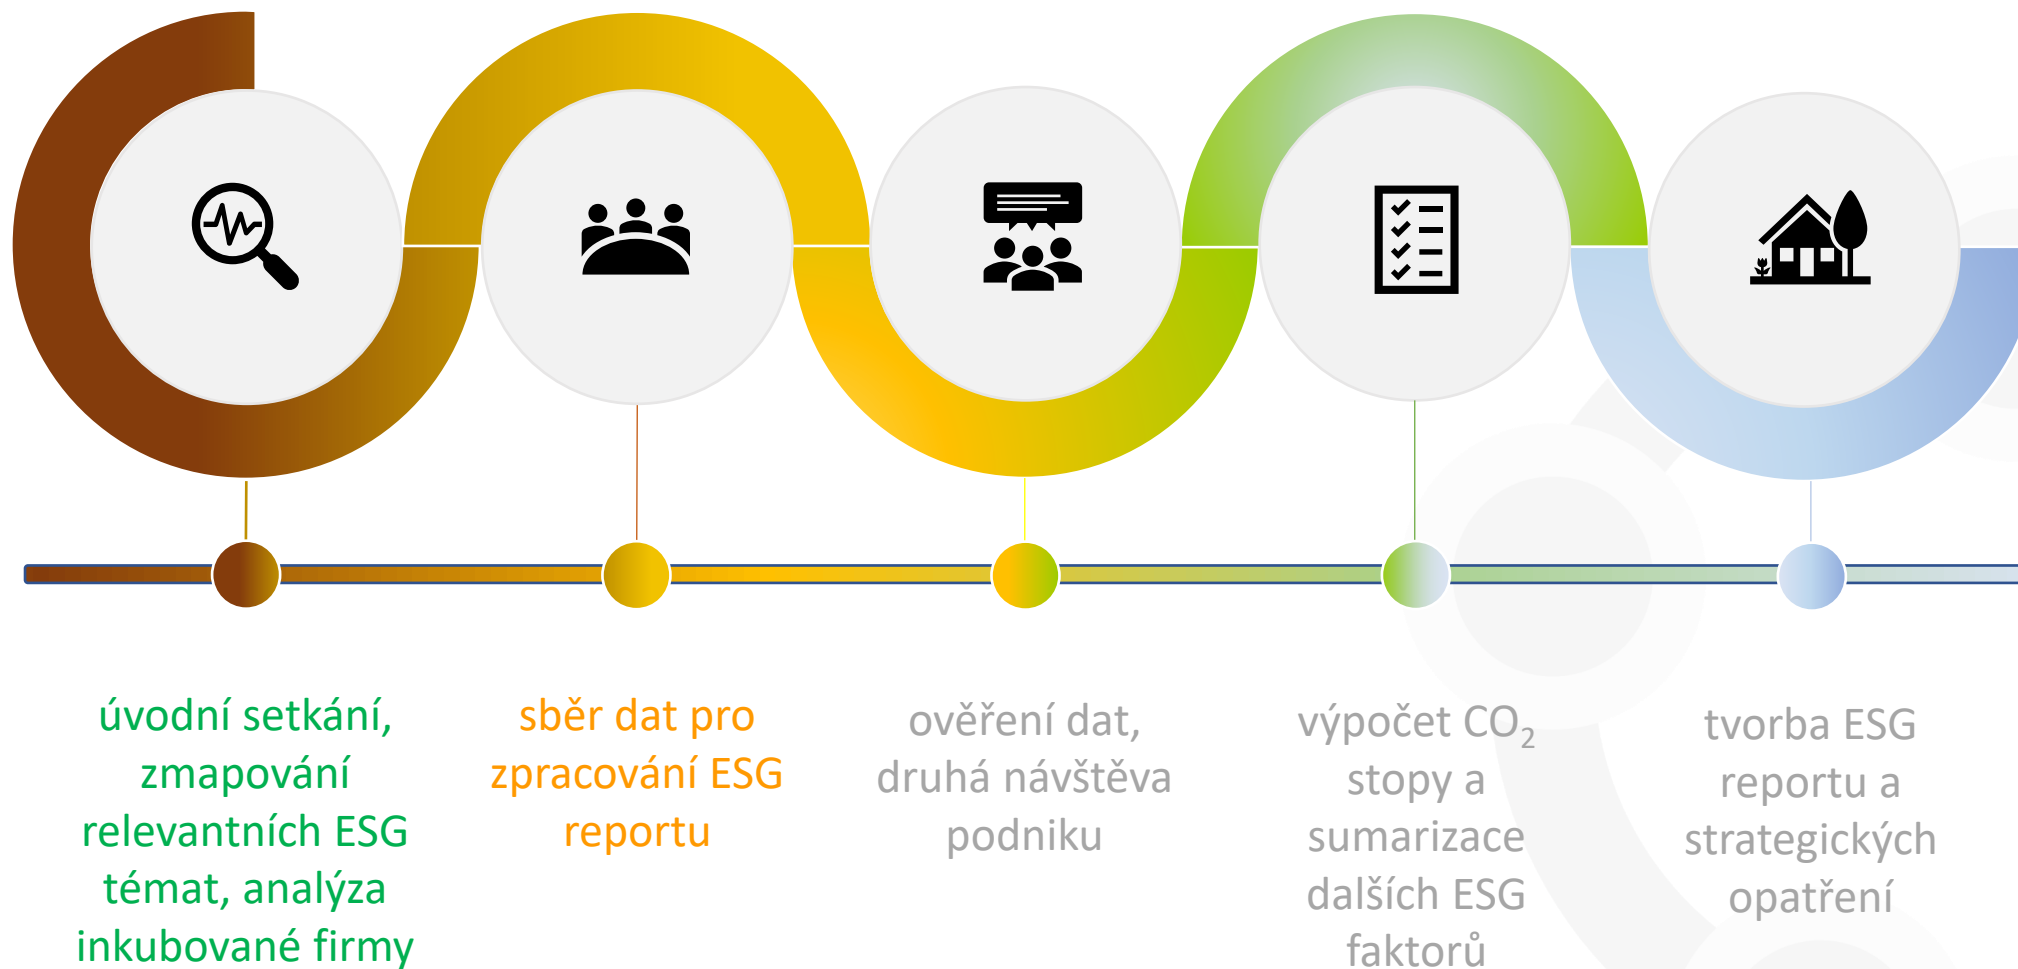 úvodní setkání,
zmapování
relevantních ESG
témat, analýza
inkubované firmy
sběr dat pro
zpracování ESG
reportu
ověření dat,
druhá návštěva
podniku
výpočet CO₂
stopy a
sumarizace
dalších ESG
faktorů
tvorba ESG
reportu a
strategických
opatření